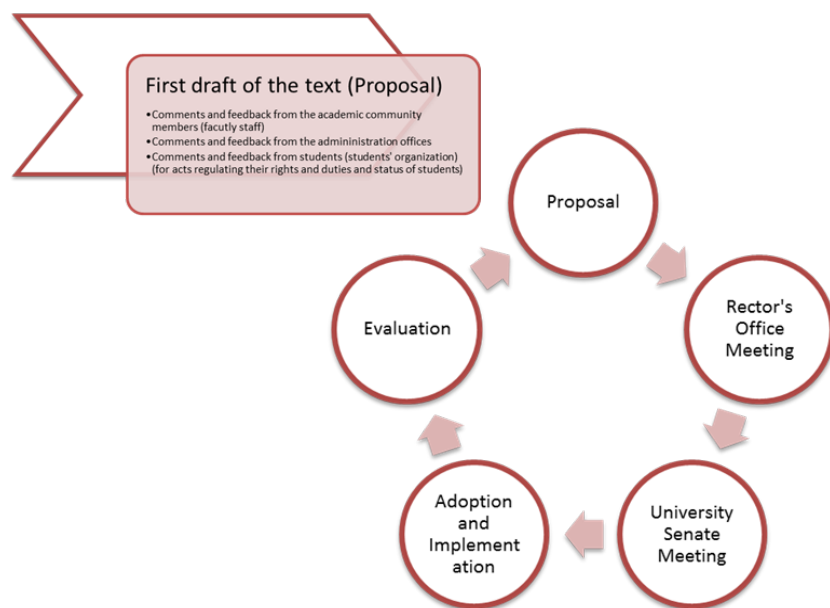 First draft of the text (Proposal)
•Comments and feedback from the academic community
members (facutly staff)
•Comments and feedback from the admininistration offices
•Comments and feedback from students (students' organization)
(for acts regulating their rights and duties and status of students)
Proposal
Evaluation
Rector's
Office
Meeting
Adoption
and
Implement
ation
University
Senate
Meeting